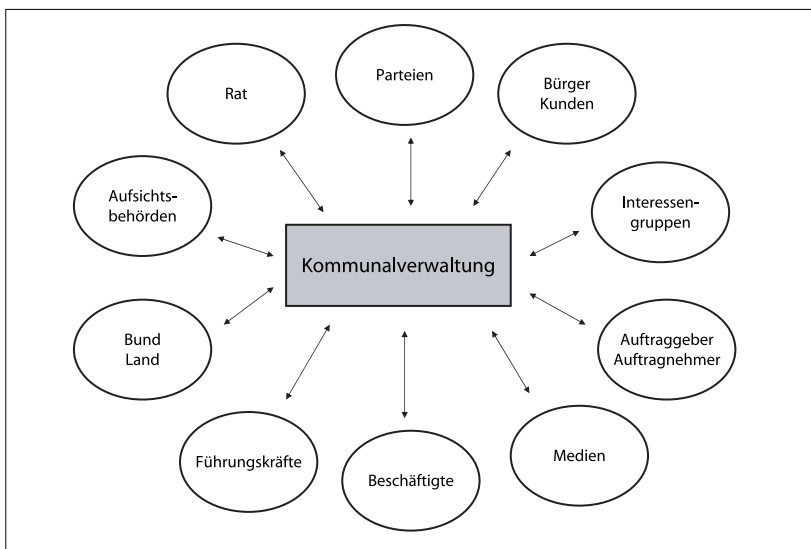 Parteien
Rat
Bürger
Kunden
Aufsichts-
behörden
Interessen-
gruppen
Kommunalverwaltung
Bund
Land
Auftraggeber
Auftragnehmer
Führungskräfte
Beschäftigte
Medien